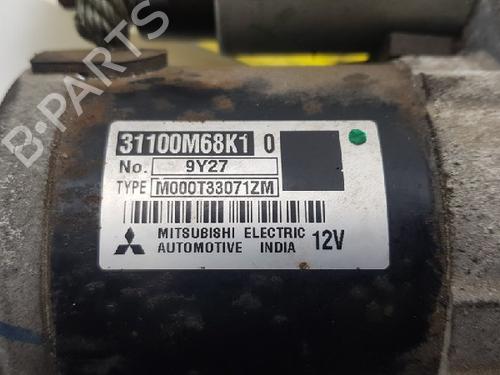 B-PARTS
31100M68K1 0
No. 9Y27
TYPE M000T33071ZM
MITSUBISHI ELECTRIC
AUTOMOTIVE INDIA 12V